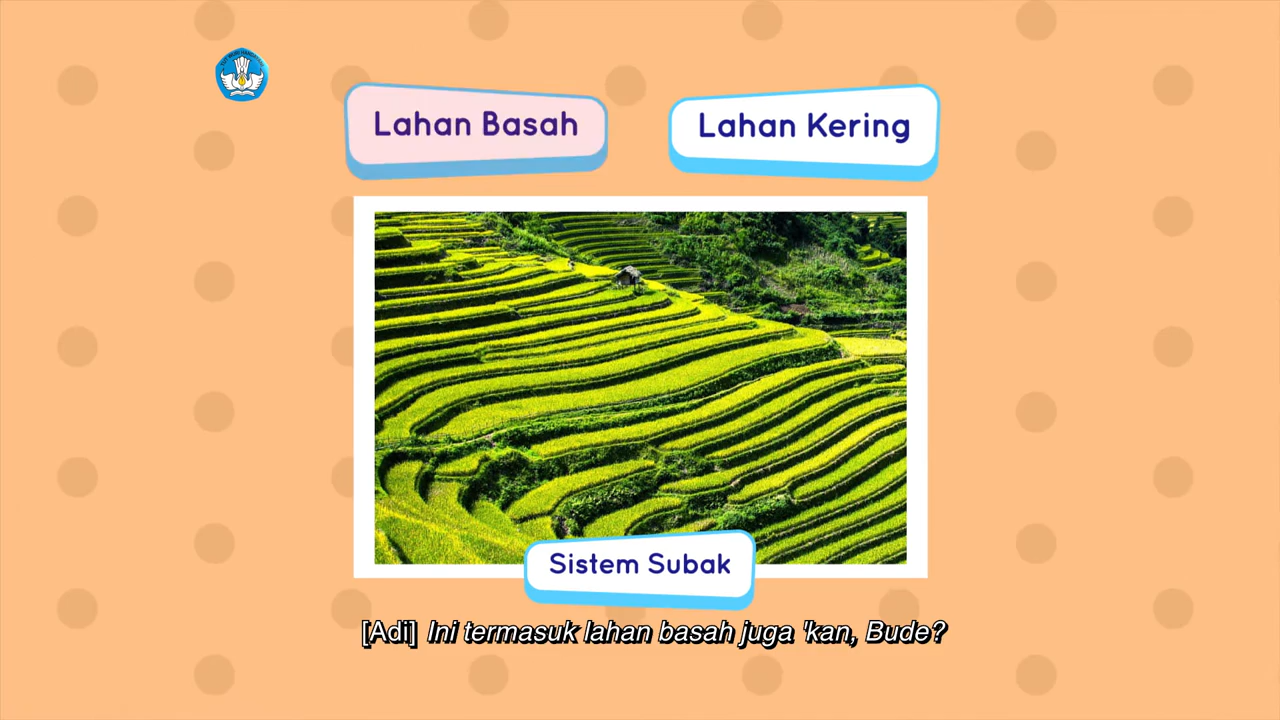 Lahan Basah
Lahan Kering
Sistem Subak
[Adi] Ini termasuk lahan basah juga 'kan, Bude?